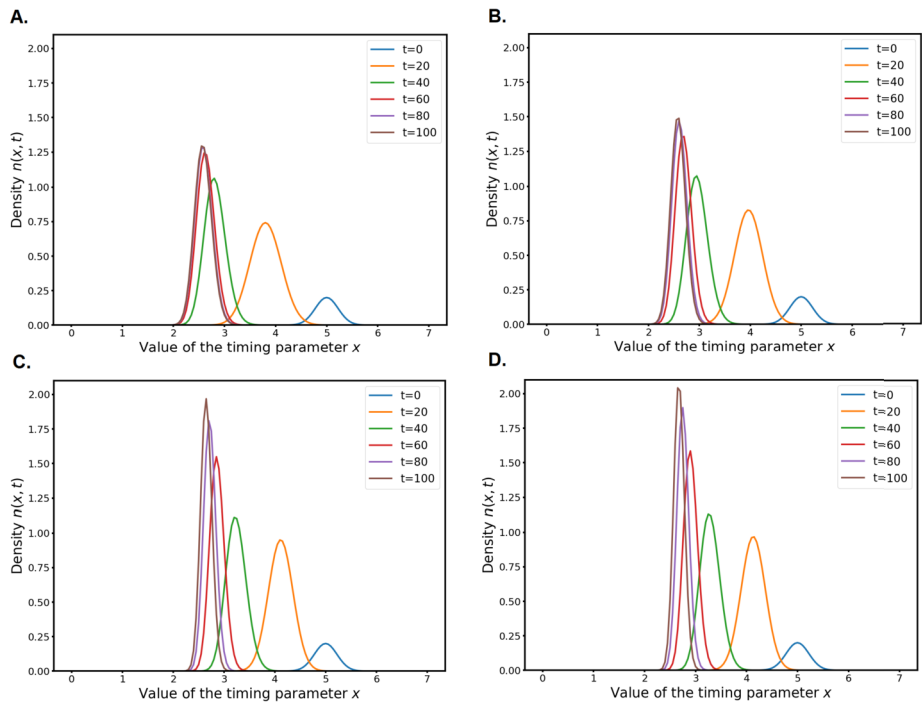 A.
Density n(x, t)
2.00
1.75
1.50
1.25
1.00
0.75
0.50
0.25
0.00
t=0
t=20
t=40
t=60
t=80
t=100
0 1 2 3 4 5 6 7
Value of the timing parameter x
B.
Density n(x, t)
2.00
1.75
1.50
1.25
1.00
0.75
0.50
0.25
0.00
t=0
t=20
t=40
t=60
t=80
t=100
0 1 2 3 4 5 6 7
Value of the timing parameter x
C.
Density n(x, t)
2.00
1.75
1.50
1.25
1.00
0.75
0.50
0.25
0.00
t=0
t=20
t=40
t=60
t=80
t=100
0 1 2 3 4 5 6 7
Value of the timing parameter x
D.
Density n(x, t)
2.00
1.75
1.50
1.25
1.00
0.75
0.50
0.25
0.00
t=0
t=20
t=40
t=60
t=80
t=100
0 1 2 3 4 5 6 7
Value of the timing parameter x